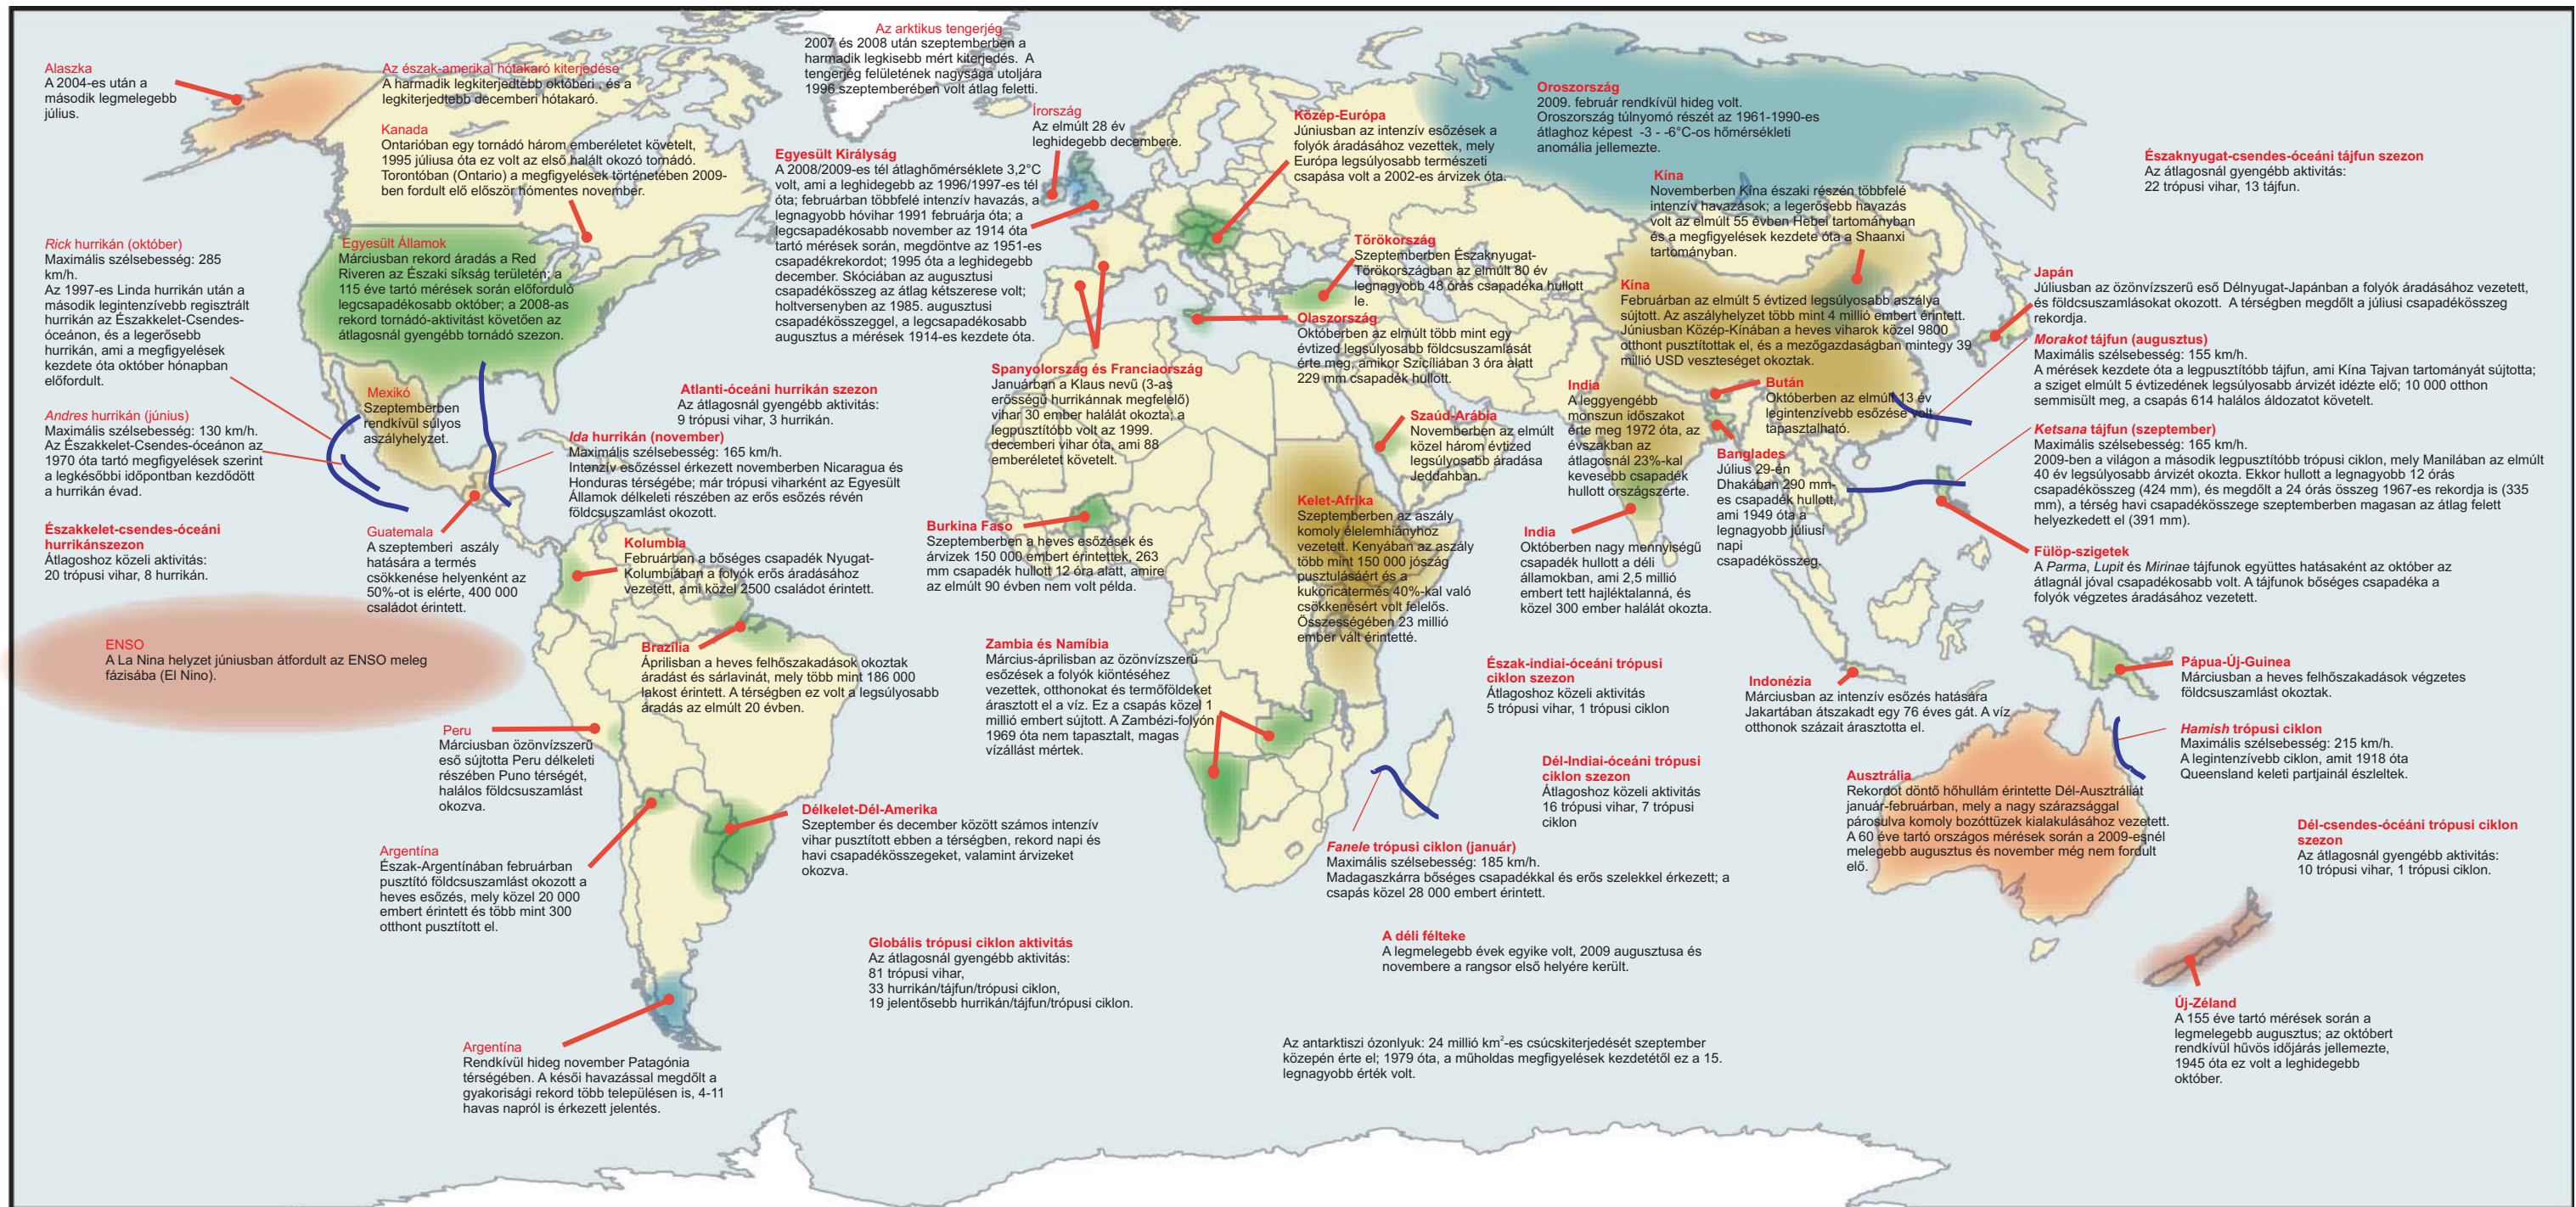 Az arktikus tengerjég
2007 és 2008 után szeptemberben a
harmadik legkisebb mért kiterjedés. A
tengerjég felületének nagysága utoljára
1996 szeptemberében volt átlag feletti.
Alaszka
A 2004-es után a
második legmelegebb
július.
Az észak-amerikai hótakaró kiterjedése
A harmadik legkiterjedtebb októberi , és a
legkiterjedtebb decemberi hótakaró.
Kanada
Ontarióban egy tornádó három emberéletet követelt,
1995 júliusa óta ez volt az első halált okozó tornádó.
Torontóban (Ontario) a megfigyelések történetében 2009-
ben fordult elő először hómentes november.
Írország
Az elmúlt 28 év
leghidegebb decembere.
Egyesült Királyság
A 2008/2009-es tél átlaghőmérséklete 3,2°C
volt, ami a leghidegebb az 1996/1997-es tél
óta; februárban többfelé intenzív havazás, a
legnagyobb hóvihar 1991 februárja óta; a
legcsapadékosabb november az 1914 óta
tartó mérések során, megdöntve az 1951-es
csapadékrekordot; 1995 óta a leghidegebb
december. Skóciában az augusztusi
csapadékösszeg az átlag kétszerese volt;
holtversenyben az 1985. augusztusi
csapadékösszeggel, a legcsapadékosabb
augusztus a mérések 1914-es kezdete óta.
Közép-Európa
Júniusban az intenzív esőzések a
folyók áradásához vezettek, mely
Európa legsúlyosabb természeti
csapása volt a 2002-es árvizek óta.
Oroszország
2009. február rendkívül hideg volt.
Oroszország túlnyomó részét az 1961-1990-es
átlaghoz képest -3 - -6°C-os hőmérsékleti
anomália jellemezte.
Kína
Novemberben Kína északi részén többfelé
intenzív havazások; a legerősebb havazás
volt az elmúlt 55 évben Hebei tartományban
és a megfigyelések kezdete óta a Shaanxi
tartományban.
Északnyugat-csendes-óceáni tájfun szezon
Az átlagosnál gyengébb aktivitás:
22 trópusi vihar, 13 tájfun.
Rick hurrikán (október)
Maximális szélsebesség: 285
km/h.
Az 1997-es Linda hurrikán után a
második legintenzívebb regisztrált
hurrikán az Északkelet-Csendes-
óceánon, és a legerősebb
hurrikán, ami a megfigyelések
kezdete óta október hónapban
előfordult.
Egyesült Államok
Márciusban rekord áradás a Red
Riveren az Északi síkság területén; a
115 éve tartó mérések során előforduló
legcsapadékosabb október; a 2008-as
rekord tornádó-aktivitást követően az
átlagosnál gyengébb tornádó szezon.
Törökország
Szeptemberben Északnyugat-
Törökországban az elmúlt 80 év
legnagyobb 48 órás csapadéka hullott
le.
Olaszország
Októberben az elmúlt több mint egy
évtized legsúlyosabb földcsuszamlását
érte meg, amikor Szicíliában 3 óra alatt
229 mm csapadék hullott.
Kína
Februárban az elmúlt 5 évtized legsúlyosabb aszálya
sújtott. Az aszályhelyzet több mint 4 millió embert érintett.
Júniusban Közép-Kínában a heves viharok közel 9800
otthont pusztítottak el, és a mezőgazdaságban mintegy 39
millió USD veszteséget okoztak.
Japán
Júliusban az özönvízszerű eső Délnyugat-Japánban a folyók áradásához vezetett,
és földcsuszamlásokat okozott. A térségben megdőlt a júliusi csapadékösszeg
rekordja.
Morakot tájfun (augusztus)
Maximális szélsebesség: 155 km/h.
A mérések kezdete óta a legpusztítóbb tájfun, ami Kína Tajvan tartományát sújtotta;
a sziget elmúlt 5 évtizedének legsúlyosabb árvizét idézte elő; 10 000 otthon
semmisült meg, a csapás 614 halálos áldozatot követelt.
Andres hurrikán (június)
Maximális szélsebesség: 130 km/h.
Az Északkelet-Csendes-óceánon az
1970 óta tartó megfigyelések szerint
a legkésőbbi időpontban kezdődött
a hurrikán évad.
Mexikó
Szeptemberben
rendkívül súlyos
aszályhelyzet.
Atlanti-óceáni hurrikán szezon
Az átlagosnál gyengébb aktivitás:
9 trópusi vihar, 3 hurrikán.
Ida hurrikán (november)
Maximális szélsebesség: 165 km/h.
Intenzív esőzéssel érkezett novemberben Nicaragua és
Honduras térségébe; már trópusi viharként az Egyesült
Államok délkeleti részében az erős esőzés révén
földcsuszamlást okozott.
Spanyolország és Franciaország
Januárban a Klaus nevű (3-as
erősségű hurrikánnak megfelelő)
vihar 30 ember halálát okozta; a
legpusztítóbb volt az 1999.
decemberi vihar óta, ami 88
emberéletet követelt.
Szaúd-Arábia
Novemberben az elmúlt
közel három évtized
legsúlyosabb áradása
Jeddahban.
India
A leggyengébb
monszun időszakot
érte meg 1972 óta, az
évszakban az
átlagosnál 23%-kal
kevesebb csapadék
hullott országszerte.
Bután
Októberben az elmúlt 13 év
legintenzívebb esőzése volt
tapasztalható.
Banglades
Július 29-én
Dhakában 290 mm-
es csapadék hullott,
ami 1949 óta a
legnagyobb júliusi
napi
csapadékösszeg.
Ketsana tájfun (szeptember)
Maximális szélsebesség: 165 km/h.
2009-ben a világon a második legpusztítóbb trópusi ciklon, mely Manilában az elmúlt
40 év legsúlyosabb árvizét okozta. Ekkor hullott a legnagyobb 12 órás
csapadékösszeg (424 mm), és megdőlt a 24 órás összeg 1967-es rekordja is (335
mm), a térség havi csapadékösszege szeptemberben magasan az átlag felett
helyezkedett el (391 mm).
Északkelet-csendes-óceáni
hurrikánszezon
Átlagoshoz közeli aktivitás:
20 trópusi vihar, 8 hurrikán.
Guatemala
A szeptemberi aszály
hatására a termés
csökkenése helyenként az
50%-ot is elérte, 400 000
családot érintett.
Kolumbia
Februárban a bőséges csapadék Nyugat-
Kolumbiában a folyók erős áradásához
vezetett, ami közel 2500 családot érintett.
Burkina Faso
Szeptemberben a heves esőzések és
árvizek 150 000 embert érintettek, 263
mm csapadék hullott 12 óra alatt, amire
az elmúlt 90 évben nem volt példa.
Kelet-Afrika
Szeptemberben az aszály
komoly élelemhiányhoz
vezetett. Kenyában az aszály
több mint 150 000 jószág
pusztulásáért és a
kukoricatermés 40%-kal való
csökkenésért volt felelős.
Összességében 23 millió
ember vált érintetté.
India
Októberben nagy mennyiségű
csapadék hullott a déli
államokban, ami 2,5 millió
embert tett hajléktalanná, és
közel 300 ember halálát okozta.
Fülöp-szigetek
A Parma, Lupit és Mirinae tájfunok együttes hatásaként az október az
átlagnál jóval csapadékosabb volt. A tájfunok bőséges csapadéka a
folyók végzetes áradásához vezetett.
ENSO
A La Nina helyzet júniusban átfordult az ENSO meleg
fázisába (El Nino).
Brazília
Áprilisban a heves felhőszakadások okoztak
áradást és sárlavinát, mely több mint 186 000
lakost érintett. A térségben ez volt a legsúlyosabb
áradás az elmúlt 20 évben.
Zambia és Namíbia
Március-áprilisban az özönvízszerű
esőzések a folyók kiöntéséhez
vezettek, otthonokat és termőföldeket
árasztott el a víz. Ez a csapás közel 1
millió embert sújtott. A Zambézi-folyón
1969 óta nem tapasztalt, magas
vízállást mértek.
Észak-indiai-óceáni trópusi
ciklon szezon
Átlagoshoz közeli aktivitás
5 trópusi vihar, 1 trópusi ciklon
Indonézia
Márciusban az intenzív esőzés hatására
Jakartában átszakadt egy 76 éves gát. A víz
otthonok százait árasztotta el.
Pápua-Új-Guinea
Márciusban a heves felhőszakadások végzetes
földcsuszamlást okoztak.
Peru
Márciusban özönvízszerű
eső sújtotta Peru délkeleti
részében Puno térségét,
halálos földcsuszamlást
okozva.
Hamish trópusi ciklon
Maximális szélsebesség: 215 km/h.
A legintenzívebb ciklon, amit 1918 óta
Queensland keleti partjainál észleltek.
Dél-Indiai-óceáni trópusi
ciklon szezon
Átlagoshoz közeli aktivitás
16 trópusi vihar, 7 trópusi
ciklon
Ausztrália
Rekordot döntő hőhullám érintette Dél-Ausztráliát
január-februárban, mely a nagy szárazsággal
párosulva komoly bozóttüzek kialakulásához vezetett.
A 60 éve tartó országos mérések során a 2009-esnél
melegebb augusztus és november még nem fordult
elő.
Délkelet-Dél-Amerika
Szeptember és december között számos intenzív
vihar pusztított ebben a térségben, rekord napi és
havi csapadékösszegeket, valamint árvizeket
okozva.
Dél-csendes-óceáni trópusi ciklon
szezon
Az átlagosnál gyengébb aktivitás:
10 trópusi vihar, 1 trópusi ciklon.
Argentína
Észak-Argentínában februárban
pusztító földcsuszamlást okozott a
heves esőzés, mely közel 20 000
embert érintett és több mint 300
otthont pusztított el.
Fanele trópusi ciklon (január)
Maximális szélsebesség: 185 km/h.
Madagaszkárra bőséges csapadékkal és erős szelekkel érkezett; a
csapás közel 28 000 embert érintett.
Globális trópusi ciklon aktivitás
Az átlagosnál gyengébb aktivitás:
81 trópusi vihar,
33 hurrikán/tájfun/trópusi ciklon,
19 jelentősebb hurrikán/tájfun/trópusi ciklon.
A déli félteke
A legmelegebb évek egyike volt, 2009 augusztusa és
novembere a rangsor első helyére került.
Új-Zéland
A 155 éve tartó mérések során a
legmelegebb augusztus; az októbert
rendkívül hűvös időjárás jellemezte,
1945 óta ez volt a leghidegebb
október.
Argentína
Rendkívül hideg november Patagónia
térségében. A késői havazással megdőlt a
gyakorisági rekord több településen is, 4-11
havas napról is érkezett jelentés.
Az antarktiszi ózonlyuk: 24 millió km²-es csúcskiterjedését szeptember
közepén érte el; 1979 óta, a műholdas megfigyelések kezdetétől ez a 15.
legnagyobb érték volt.